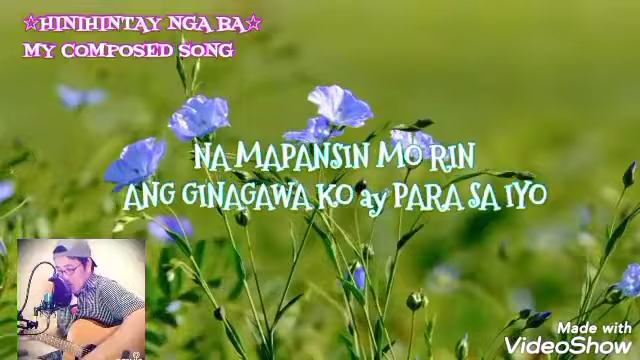 ☆HINIHINTAY NGA BA☆
MY COMPOSED SONG
NA MAPANSIN MO RIN
ANG GINAGAWA KO ay PARA SA IYO
Made with
VideoShow